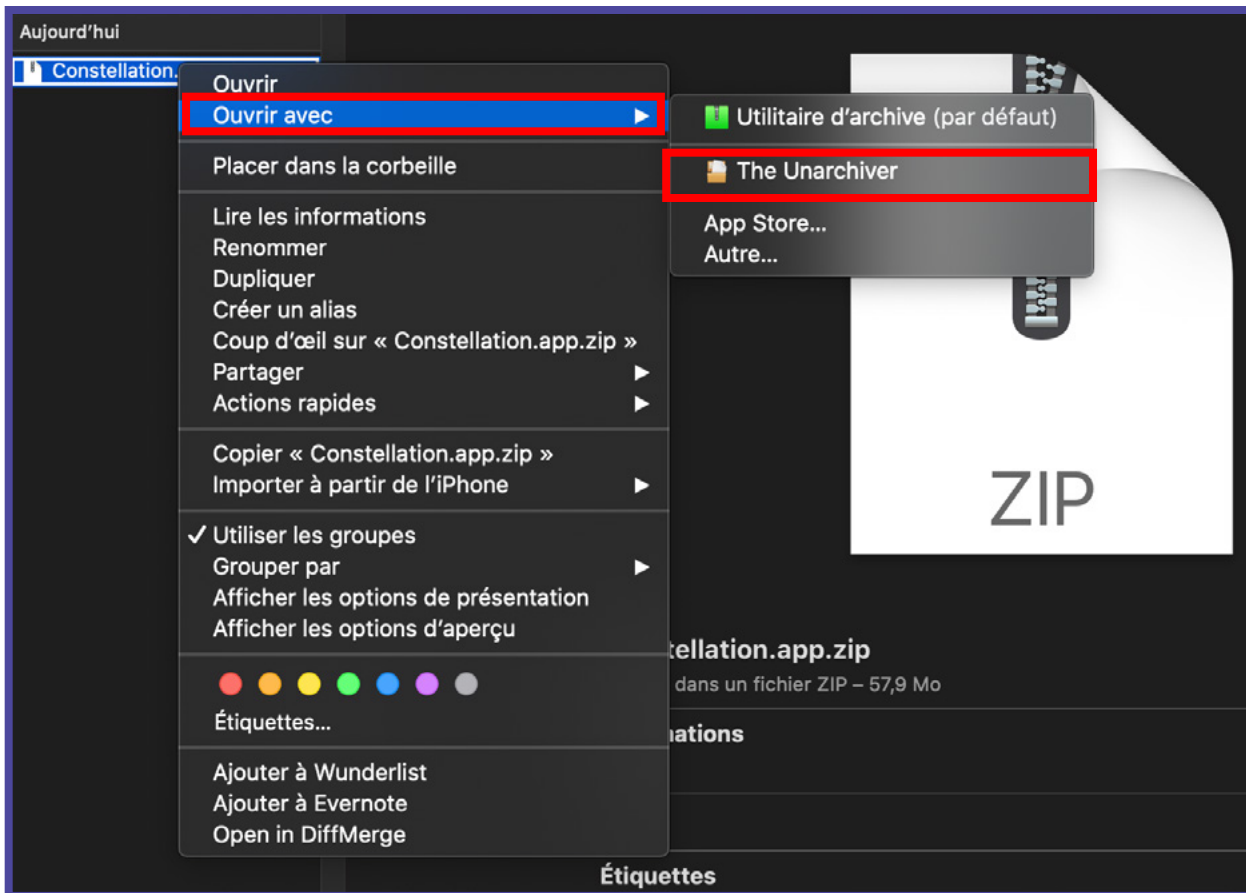 Aujourd'hui
Constellation.
Ouvrir
Ouvrir avec
Placer dans la corbeille
Lire les informations
Renommer
Dupliquer
Créer un alias
Coup d'œil sur « Constellation.app.zip »
Partager
Actions rapides
Copier « Constellation.app.zip »
Importer à partir de l'iPhone
✓ Utiliser les groupes
Grouper par
Afficher les options de présentation
Afficher les options d'aperçu
Étiquettes...
Ajouter à Wunderlist
Ajouter à Evernote
Open in DiffMerge
Utilitaire d'archive (par défaut)
The Unarchiver
App Store...
Autre...
ZIP
tellation.app.zip
dans un fichier ZIP – 57,9 Mo
ations
Étiquettes